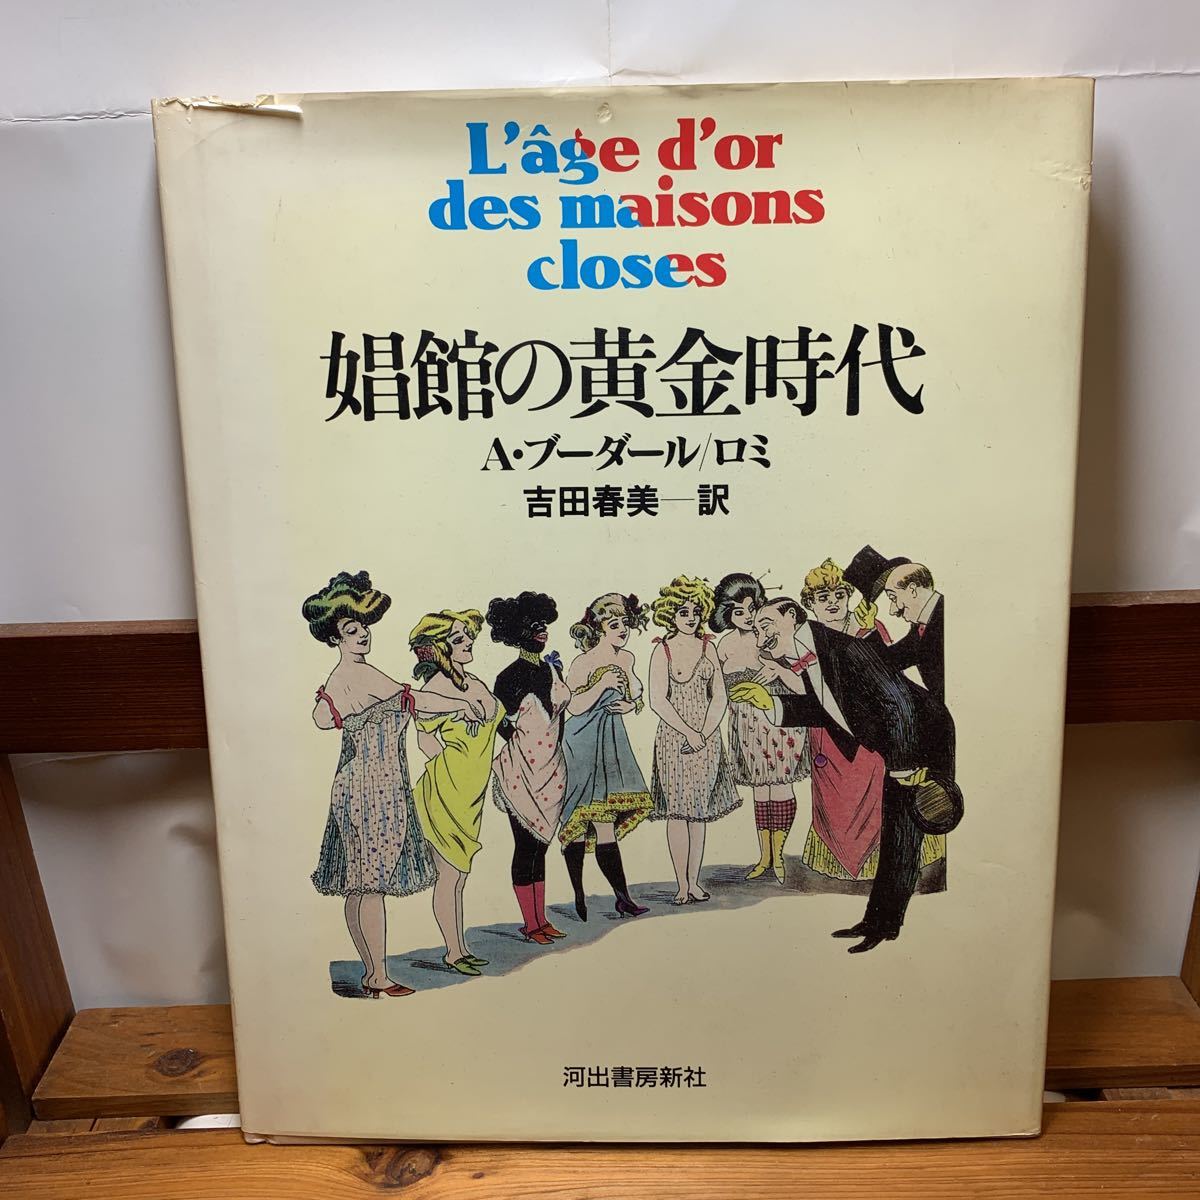 L'âge d'or
des maisons
closes
娼館の黄金時代
A・ブーダール/ロミ
吉田春美―訳
河出書房新社